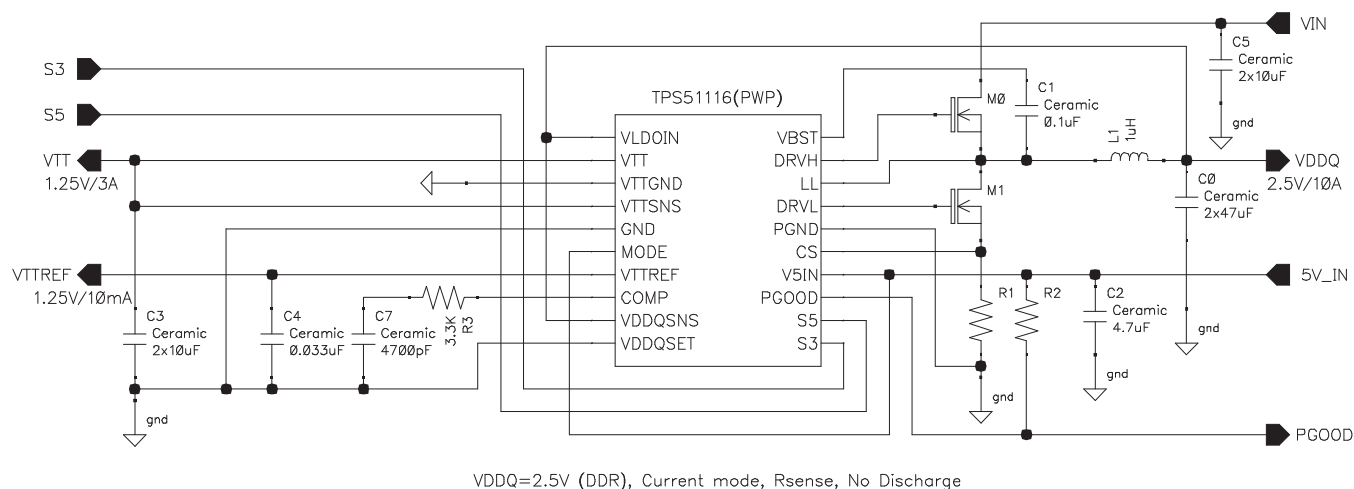 VIN
C5
Ceramic
2x10uF
gnd
S3
S5
TPS51116(PWP)
M0
C1
Ceramic
0.1uF
L1
1uH
VTT
1.25V/3A
VDDQ
2.5V/10A
C0
Ceramic
2x47uF
gnd
M1
VLDOIN
VTT
VTTGND
VTTSNS
GND
MODE
VTTREF
COMP
VDDQSNS
VDDQSET
VBST
DRVH
LL
DRVL
PGND
CS
V5IN
PGOOD
S5
S3
VTTREF
1.25V/10mA
5V_IN
C3
Ceramic
2x10uF
C4
Ceramic
0.033uF
C7
Ceramic
4700pF
3.3K
R3
R1
R2
C2
Ceramic
4.7uF
gnd
gnd
gnd
PGOOD
VDDQ=2.5V (DDR), Current mode, Rsense, No Discharge